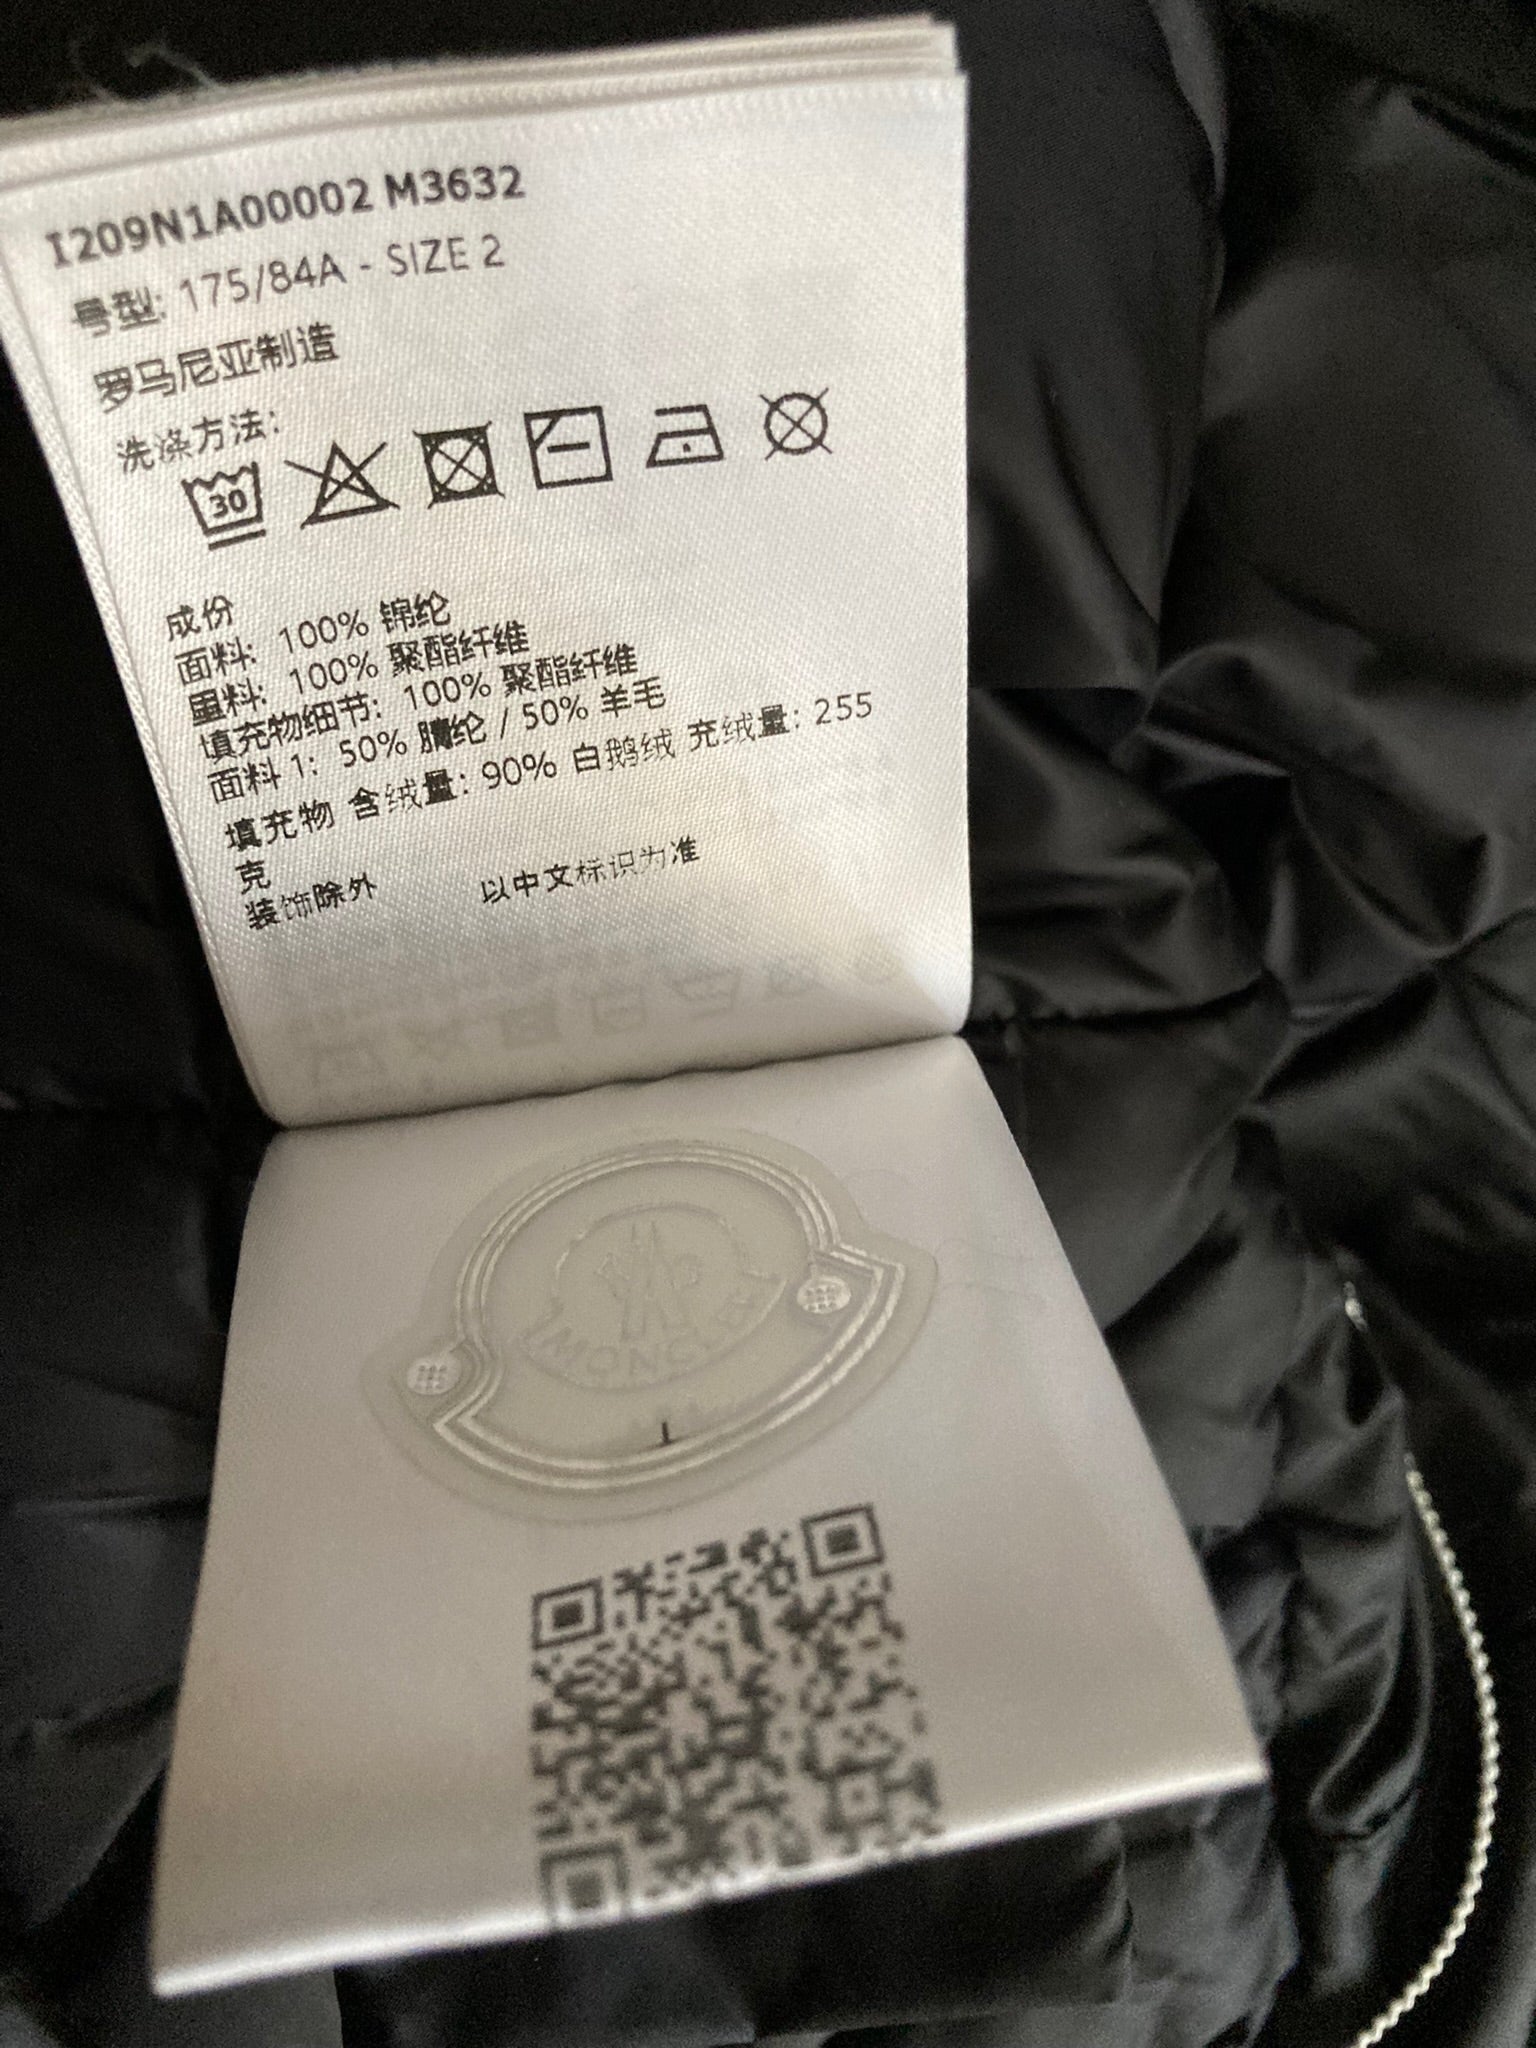 I209N1A00002 M3632
号型: 175/84A - SIZE 2
罗马尼亚制造
洗涤方法:
30
成份
面料: 100% 锦纶
里料: 100% 聚酯纤维
填充物细节: 100% 聚酯纤维
面料 1: 50% 腈纶 / 50% 羊毛
填充物 含绒量: 90% 白鹅绒 充绒量: 255
克
装饰除外 以中文标识为准
MONCLER